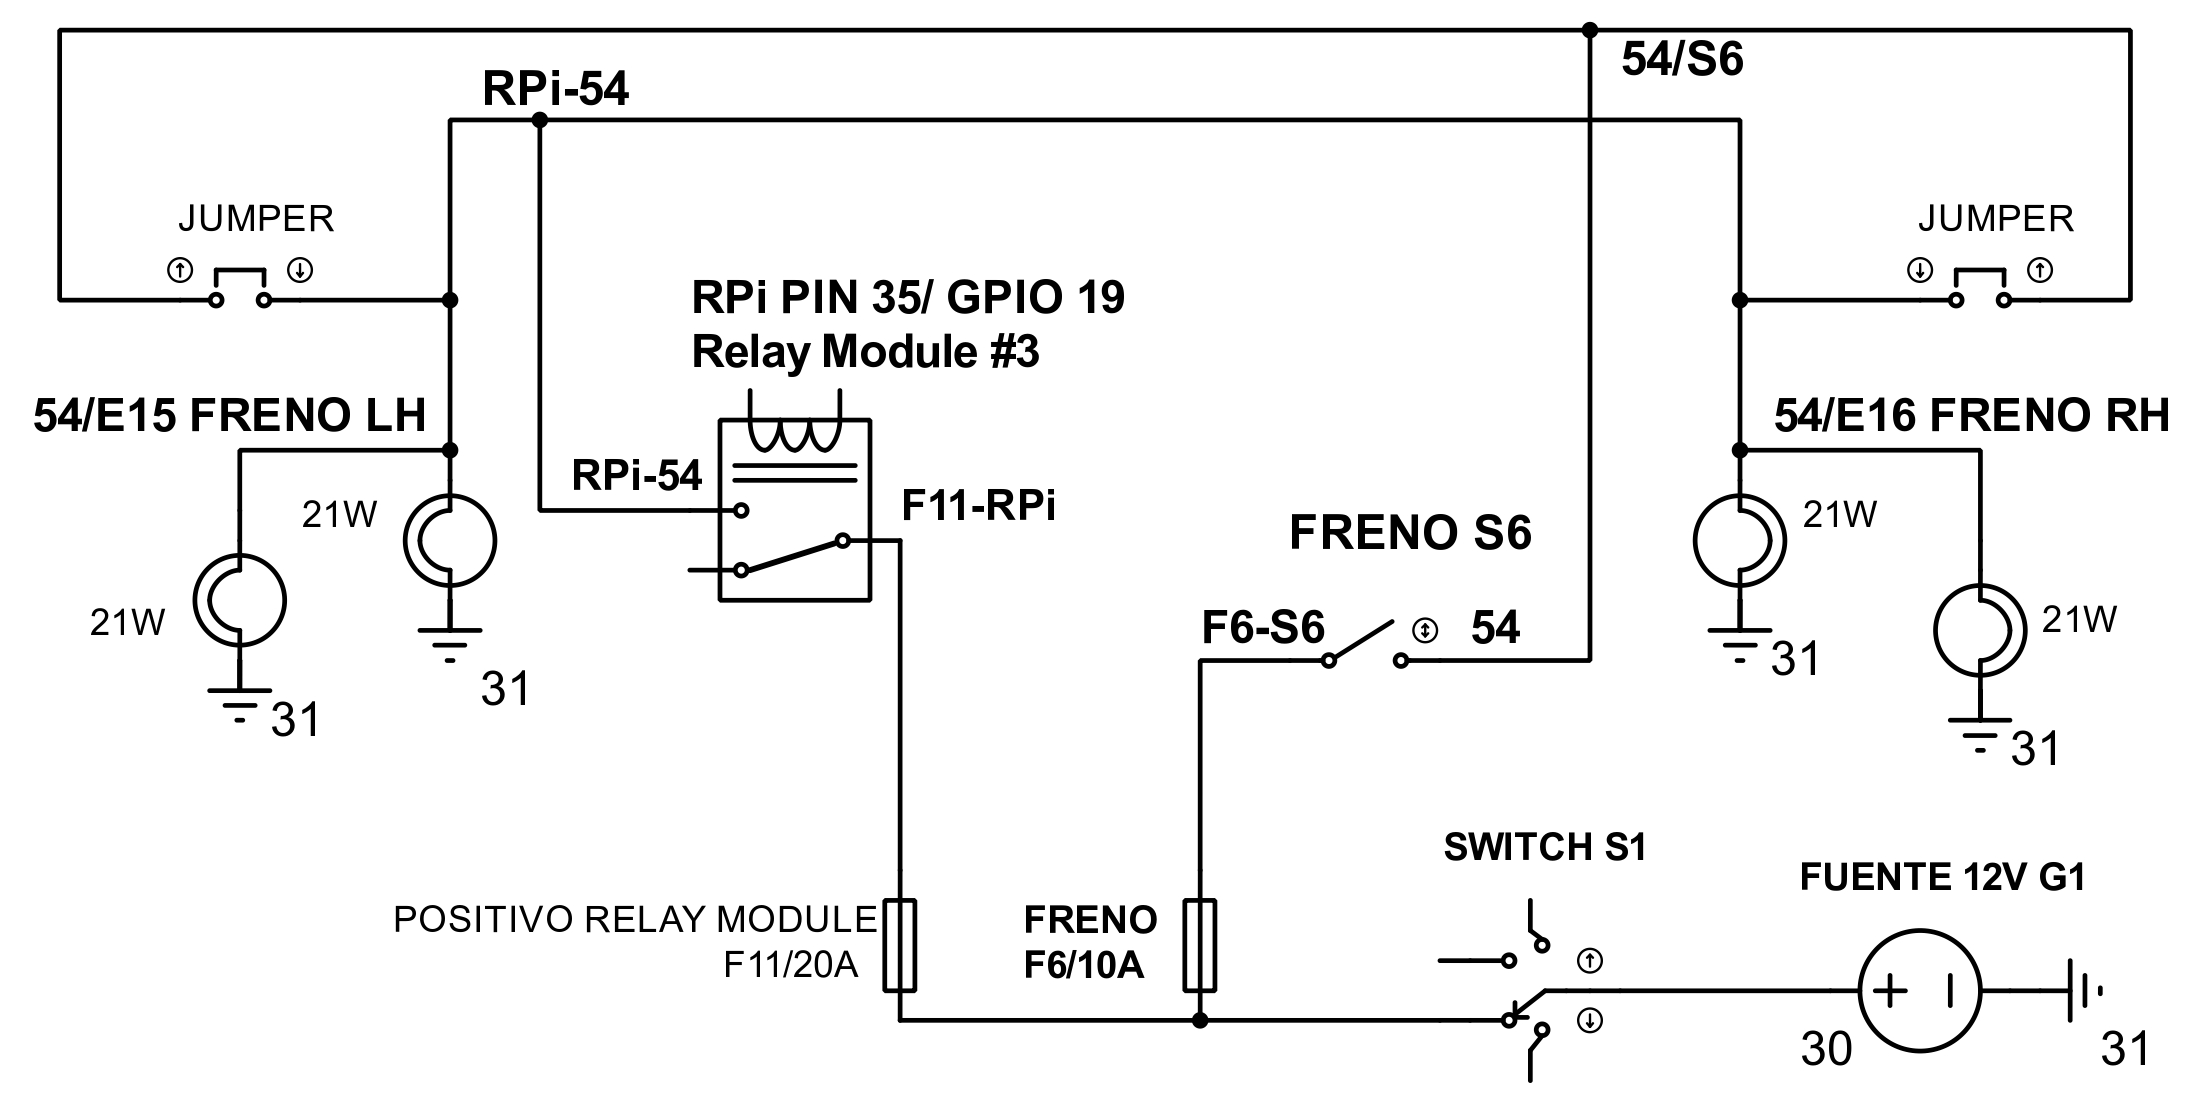 54/S6
RPi-54
JUMPER
JUMPER
RPi PIN 35/ GPIO 19
Relay Module #3
54/E15 FRENO LH
54/E16 FRENO RH
RPi-54
F11-RPi
21W
21W
FRENO S6
F6-S6
54
21W
21W
31
31
31
31
SWITCH S1
FUENTE 12V G1
POSITIVO RELAY MODULE
F11/20A
FRENO
F6/10A
+
30
31